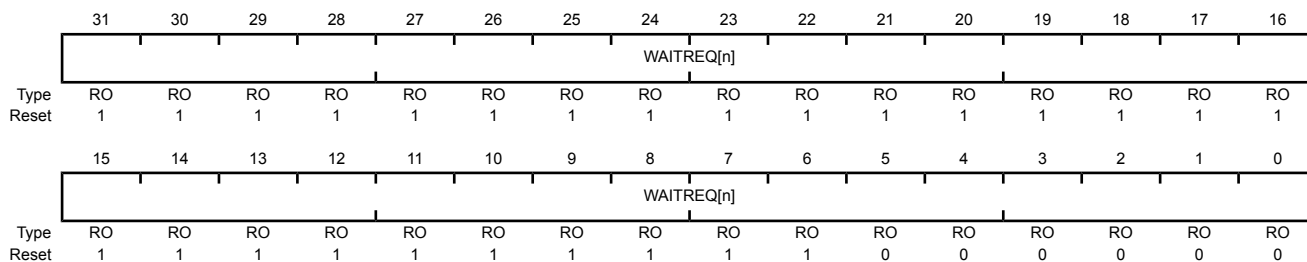 31 30 29 28 27 26 25 24 23 22 21 20 19 18 17 16
WAITREQ[n]
Type RO RO RO RO RO RO RO RO RO RO RO RO RO RO RO RO
Reset 1 1 1 1 1 1 1 1 1 1 1 1 1 1 1 1
15 14 13 12 11 10 9 8 7 6 5 4 3 2 1 0
WAITREQ[n]
Type RO RO RO RO RO RO RO RO RO RO RO RO RO RO RO RO
Reset 1 1 1 1 1 1 1 1 1 1 0 0 0 0 0 0